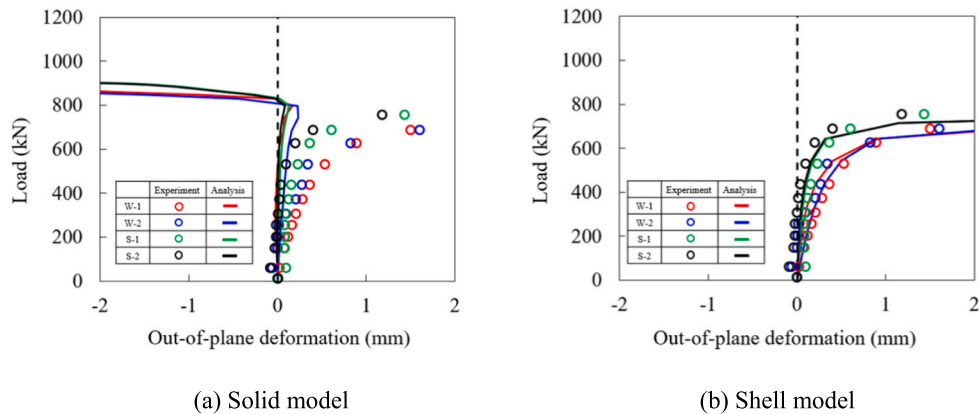 1200
1000
800
600
400
200
0
Load (kN)
Experiment Analysis
W-1
W-2
S-1
S-2
-2 -1 0 1 2
Out-of-plane deformation (mm)
(a) Solid model
1200
1000
800
600
400
200
0
Load (kN)
Experiment Analysis
W-1
W-2
S-1
S-2
-2 -1 0 1 2
Out-of-plane deformation (mm)
(b) Shell model